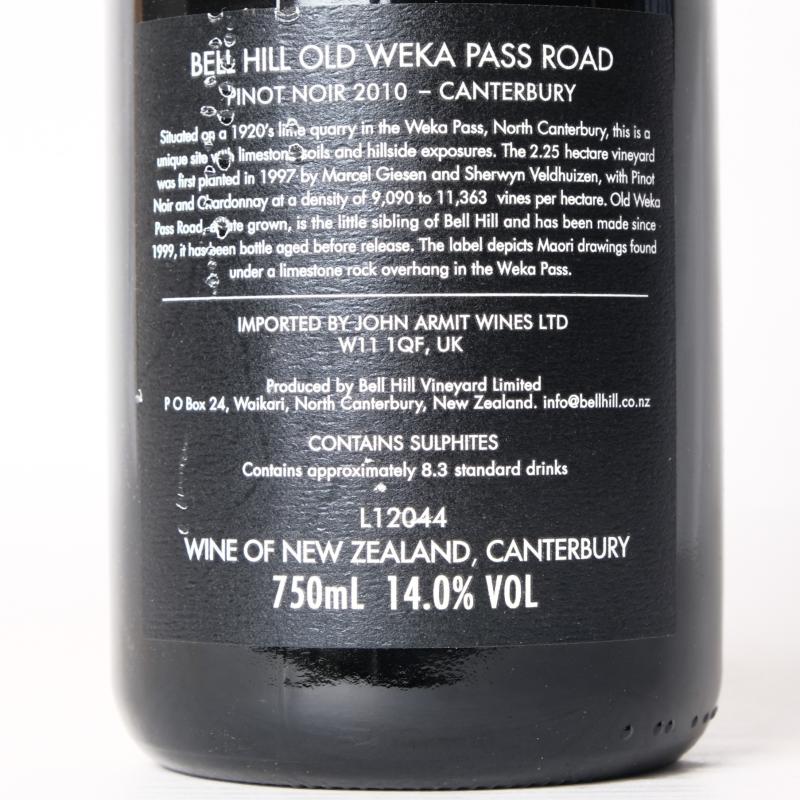 BELL HILL OLD WEKA PASS ROAD
PINOT NOIR 2010 – CANTERBURY
Situated on a 1920's lime quarry in the Weka Pass, North Canterbury, this is a
unique site with limestone soils and hillside exposures. The 2.25 hectare vineyard
was first planted in 1997 by Marcel Giesen and Sherwyn Veldhuizen, with Pinot
Noir and Chardonnay at a density of 9,090 to 11,363 vines per hectare. Old Weka
Pass Road, estate grown, is the little sibling of Bell Hill and has been made since
1999, it has been bottle aged before release. The label depicts Maori drawings found
under a limestone rock overhang in the Weka Pass.
IMPORTED BY JOHN ARMIT WINES LTD
W11 1QF, UK
Produced by Bell Hill Vineyard Limited
P O Box 24, Waikari, North Canterbury, New Zealand. info@bellhill.co.nz
CONTAINS SULPHITES
Contains approximately 8.3 standard drinks
L12044
WINE OF NEW ZEALAND, CANTERBURY
750mL 14.0% VOL